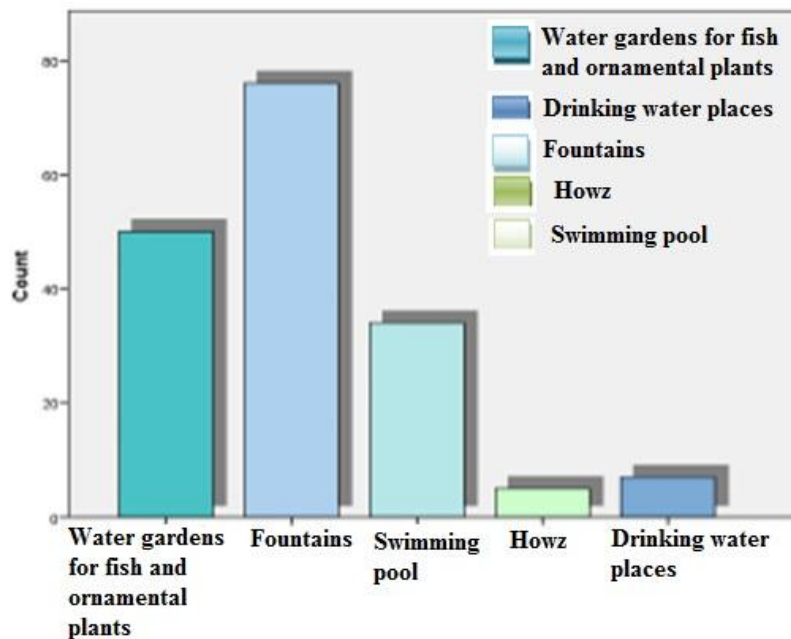 Water gardens for fish
and ornamental plants
Drinking water places
Fountains
Howz
Swimming pool
80
60
40
20
0
Count
Water gardens
for fish and
ornamental
plants
Fountains
Swimming
pool
Howz
Drinking water
places